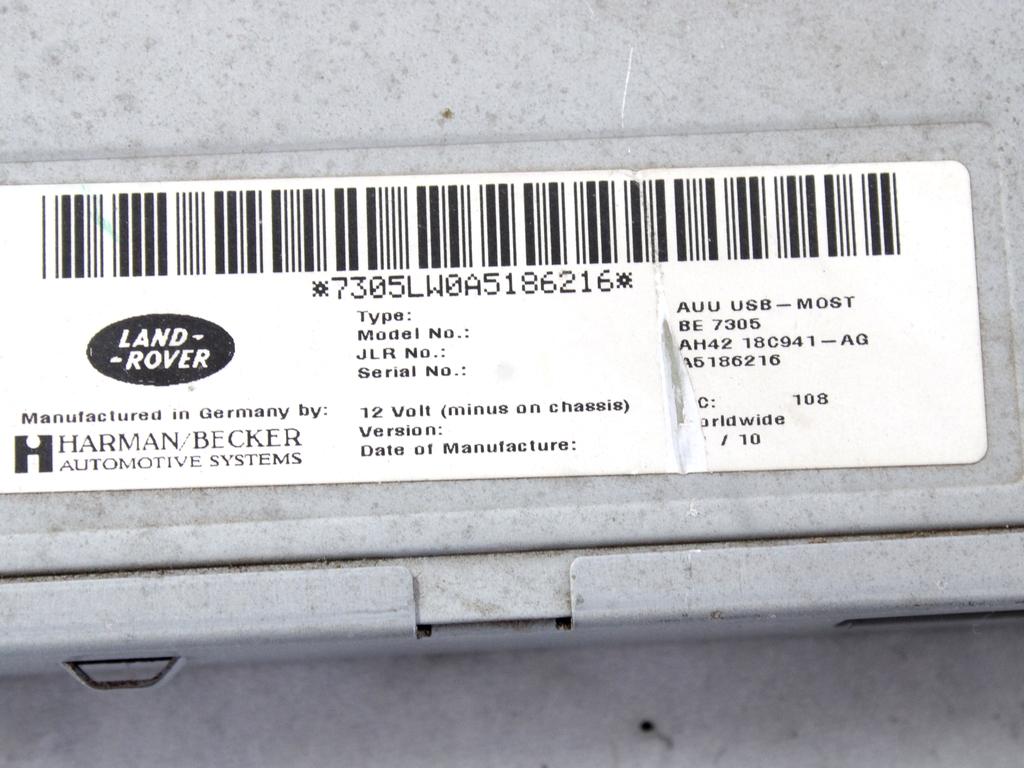 *7305LW0A5186216*
LAND-
-ROVER
Type: AUU USB-MOST
Model No.: BE 7305
JLR No.: AH42 18C941-AG
Serial No.: A5186216
Manufactured in Germany by:
HARMAN/BECKER
AUTOMOTIVE SYSTEMS
12 Volt (minus on chassis) C: 108
Version: orldwide
Date of Manufacture: / 10